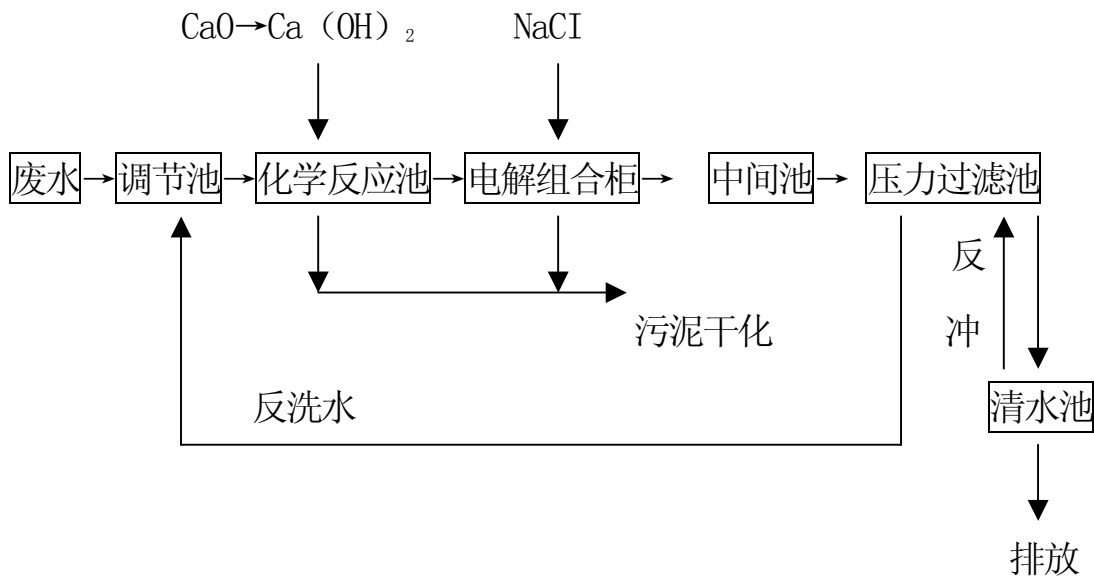 CaO→Ca（OH）₂ NaCI
废水→调节池→化学反应池→电解组合柜→ 中间池→ 压力过滤池
反
污泥干化 冲
反洗水 清水池
排放